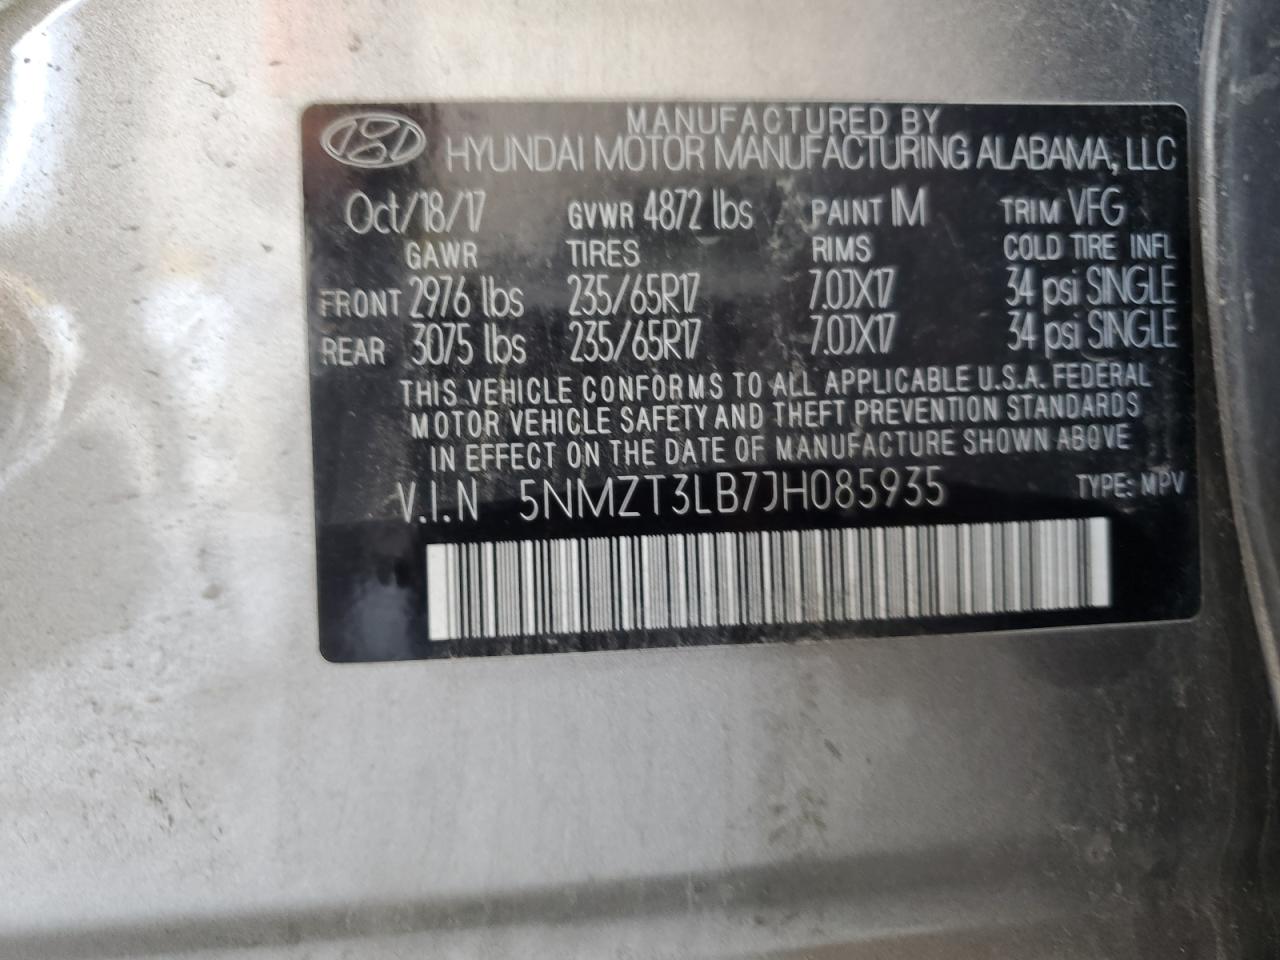 MANUFACTURED BY
HYUNDAI MOTOR MANUFACTURING ALABAMA, LLC
Oct/18/17 GVWR 4872 lbs PAINT IM TRIM VFG
GAWR TIRES RIMS COLD TIRE INFL
FRONT 2976 lbs 235/65R17 7.0JX17 34 psi SINGLE
REAR 3075 lbs 235/65R17 7.0JX17 34 psi SINGLE
THIS VEHICLE CONFORMS TO ALL APPLICABLE U.S.A. FEDERAL
MOTOR VEHICLE SAFETY AND THEFT PREVENTION STANDARDS
IN EFFECT ON THE DATE OF MANUFACTURE SHOWN ABOVE
V.I.N 5NMZT3LB7JH085935 TYPE: MPV